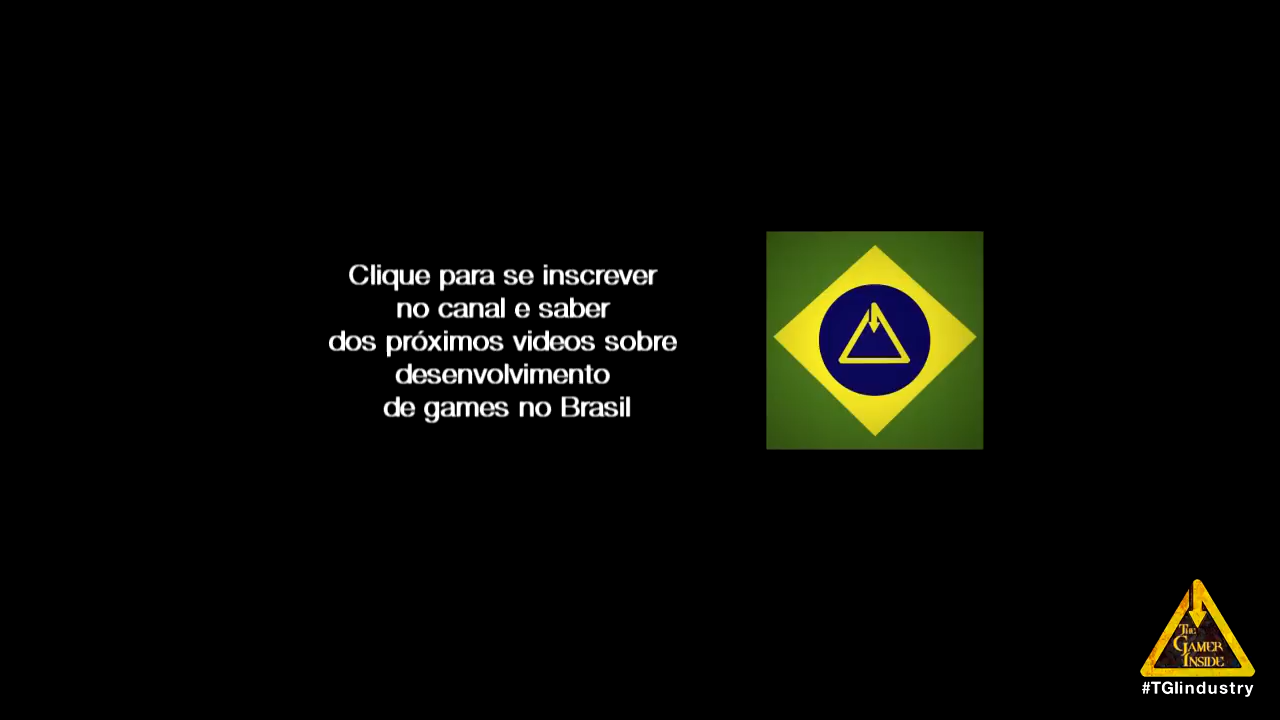 Clique para se inscrever
no canal e saber
dos próximos videos sobre
desenvolvimento
de games no Brasil
THE
GAMER
INSIDE
#TGIindustry